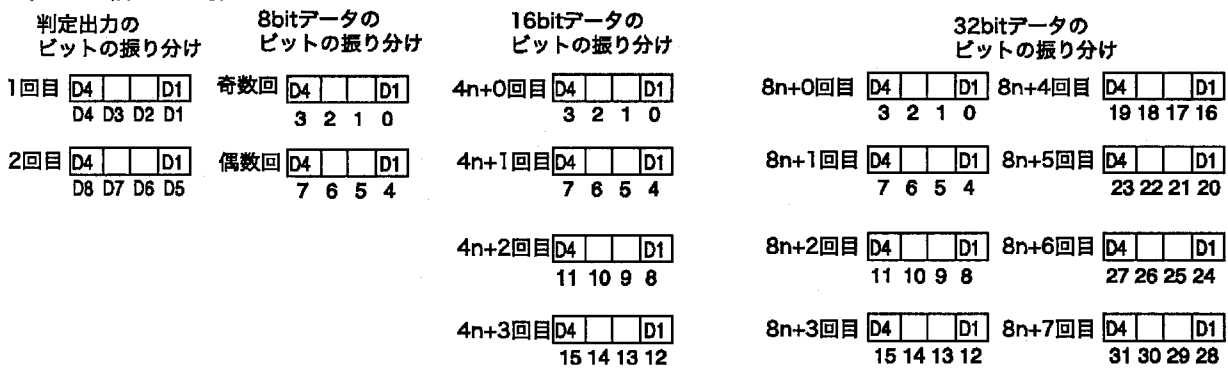 判定出力の
ビットの振り分け
1回目 D4 D1
D4 D3 D2 D1
2回目 D4 D1
D8 D7 D6 D5
8bitデータの
ビットの振り分け
奇数回 D4 D1
3 2 1 0
偶数回 D4 D1
7 6 5 4
16bitデータの
ビットの振り分け
4n+0回目 D4 D1
3 2 1 0
4n+1回目 D4 D1
7 6 5 4
4n+2回目 D4 D1
11 10 9 8
4n+3回目 D4 D1
15 14 13 12
32bitデータの
ビットの振り分け
8n+0回目 D4 D1
3 2 1 0
8n+1回目 D4 D1
7 6 5 4
8n+2回目 D4 D1
11 10 9 8
8n+3回目 D4 D1
15 14 13 12
8n+4回目 D4 D1
19 18 17 16
8n+5回目 D4 D1
23 22 21 20
8n+6回目 D4 D1
27 26 25 24
8n+7回目 D4 D1
31 30 29 28